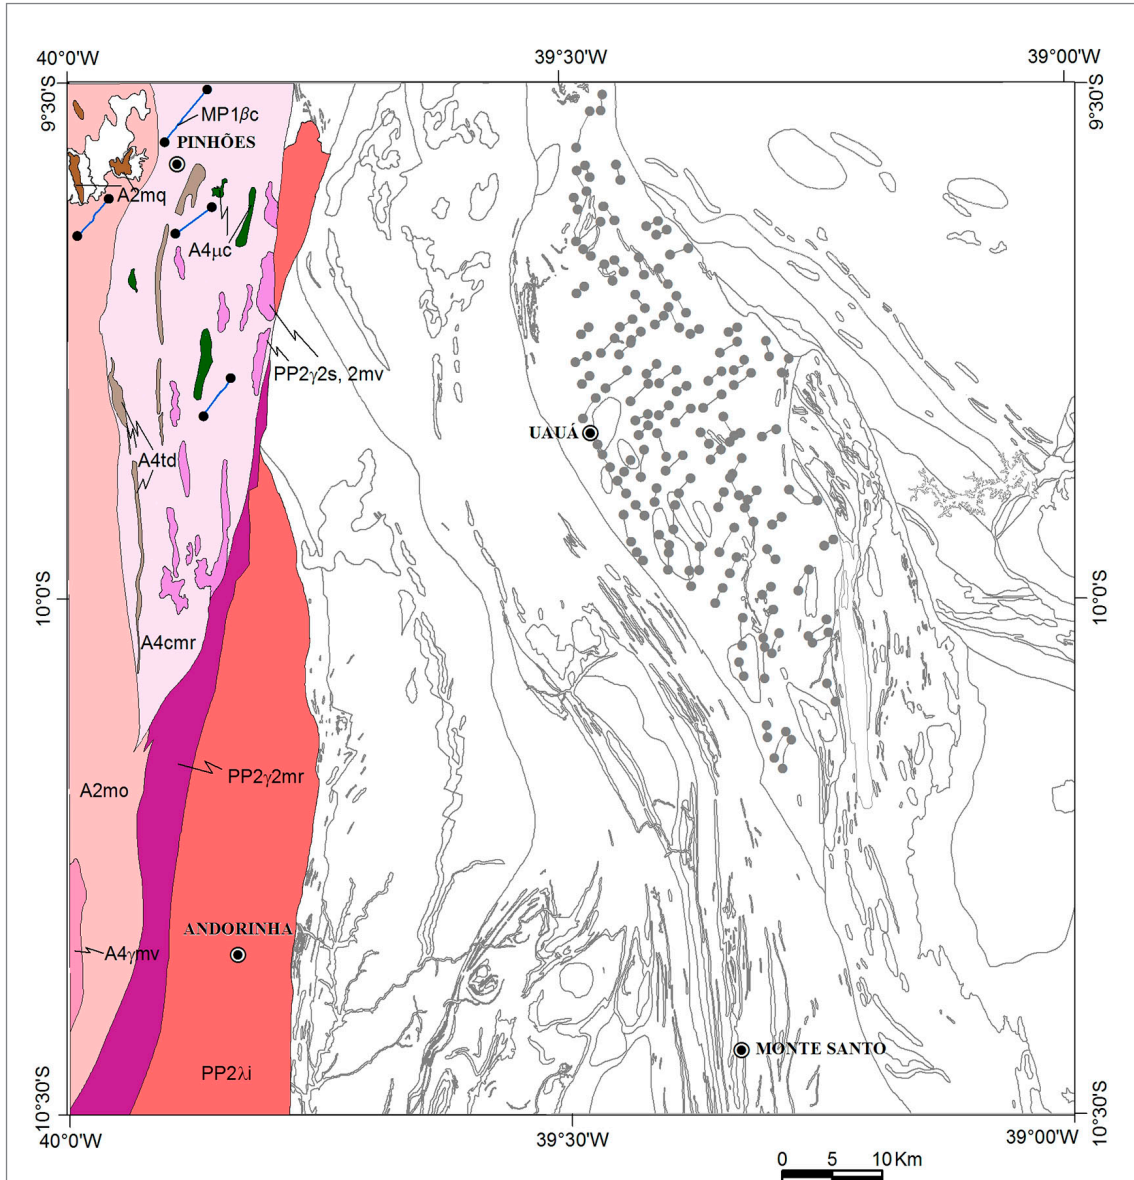 40°0'W
39°30'W
39°00'W
9°30'S
9°30'S
MP1βc
PINHÕES
A2mq
A4μc
PP2γ2s, 2mv
UAUÁ
A4td
10°0'S
10°0'S
A4cmr
PP2γ2mr
A2mo
ANDORINHA
A4γmv
MONTE SANTO
PP2λi
10°30'S
10°30'S
40°0'W
39°30'W
39°00'W
0 5 10 Km